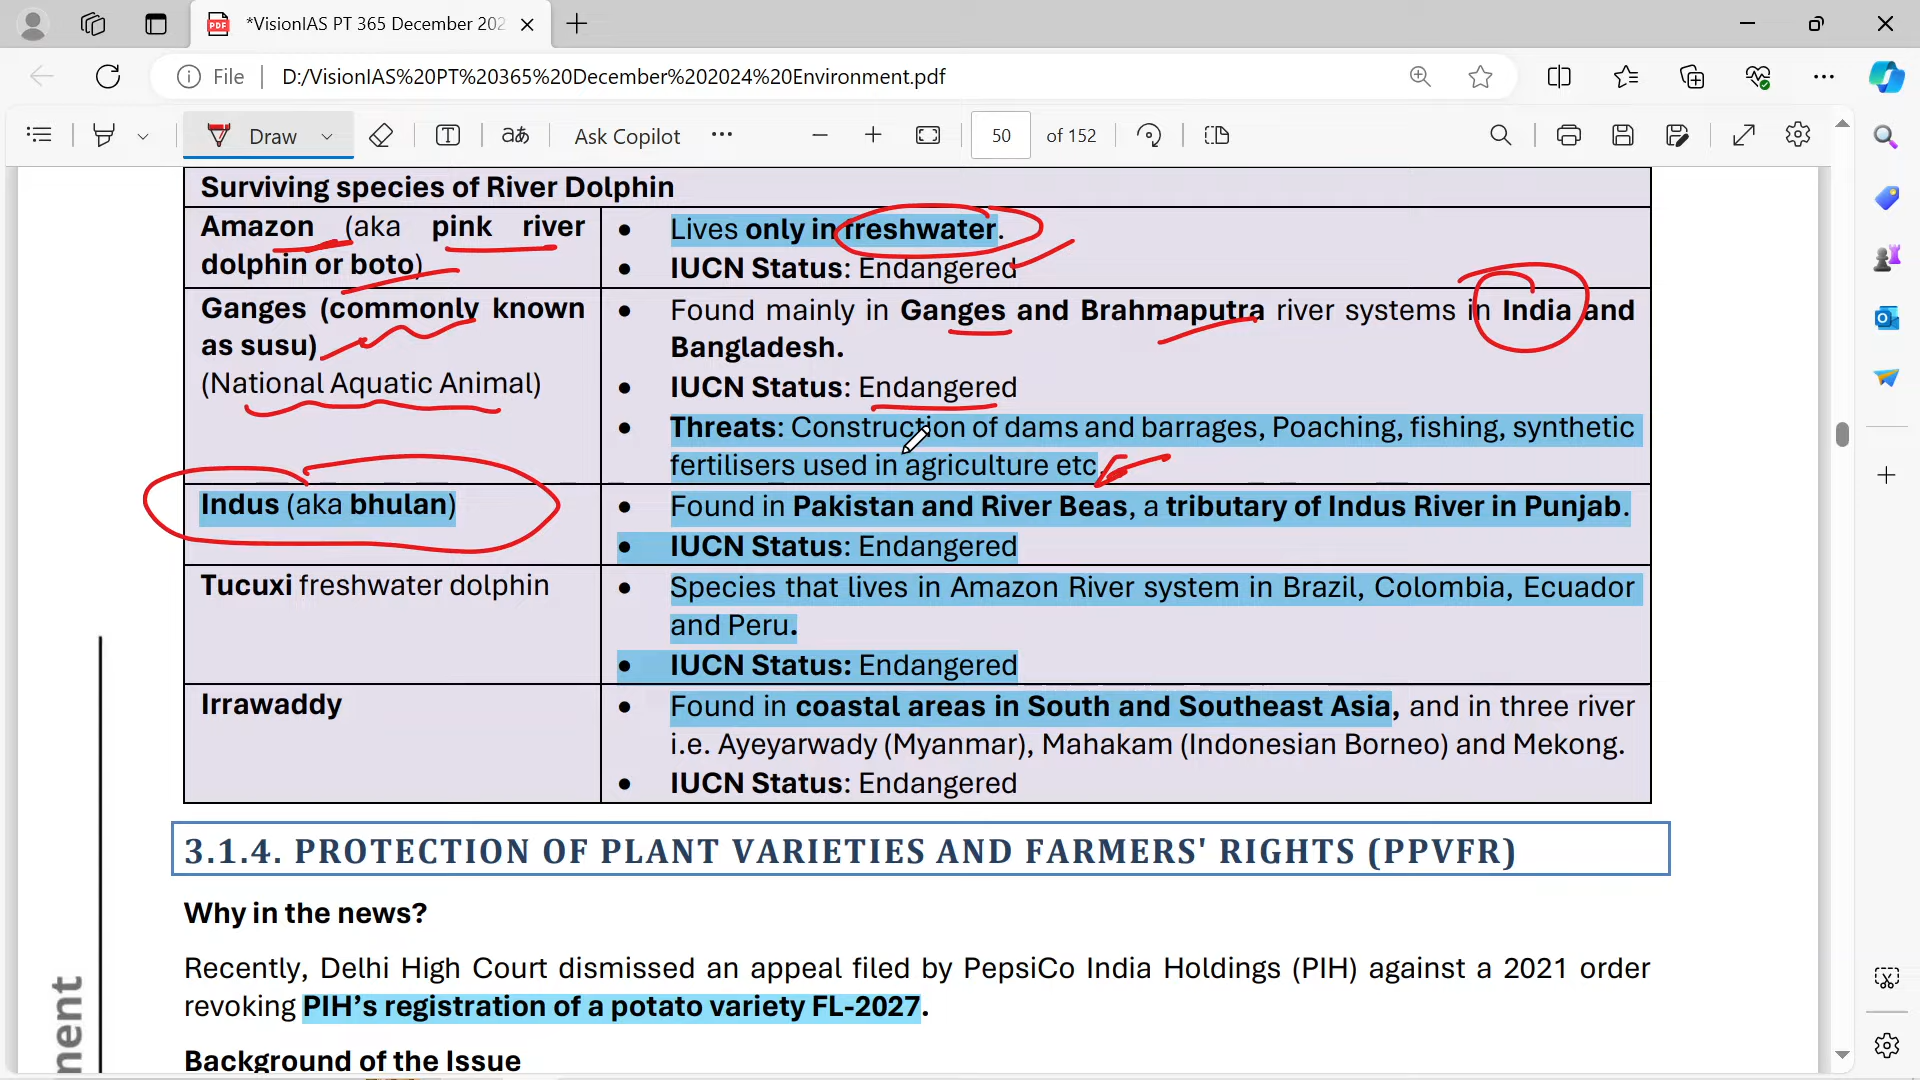 *VisionIAS PT 365 December 202
File
D:/VisionIAS%20PT%20365%20December%202024%20Environment.pdf
Draw
aあ
Ask Copilot
50
of 152
Surviving species of River Dolphin
Amazon (aka pink river
dolphin or boto)
• Lives only in freshwater.
• IUCN Status: Endangered
Ganges (commonly known
as susu)
(National Aquatic Animal)
• Found mainly in Ganges and Brahmaputra river systems in India and
Bangladesh.
• IUCN Status: Endangered
• Threats: Construction of dams and barrages, Poaching, fishing, synthetic
fertilisers used in agriculture etc.
Indus (aka bhulan)
• Found in Pakistan and River Beas, a tributary of Indus River in Punjab.
• IUCN Status: Endangered
Tucuxi freshwater dolphin
• Species that lives in Amazon River system in Brazil, Colombia, Ecuador
and Peru.
• IUCN Status: Endangered
Irrawaddy
• Found in coastal areas in South and Southeast Asia, and in three river
i.e. Ayeyarwady (Myanmar), Mahakam (Indonesian Borneo) and Mekong.
• IUCN Status: Endangered
3.1.4. PROTECTION OF PLANT VARIETIES AND FARMERS' RIGHTS (PPVFR)
Why in the news?
Recently, Delhi High Court dismissed an appeal filed by PepsiCo India Holdings (PIH) against a 2021 order
revoking PIH’s registration of a potato variety FL-2027.
Background of the Issue